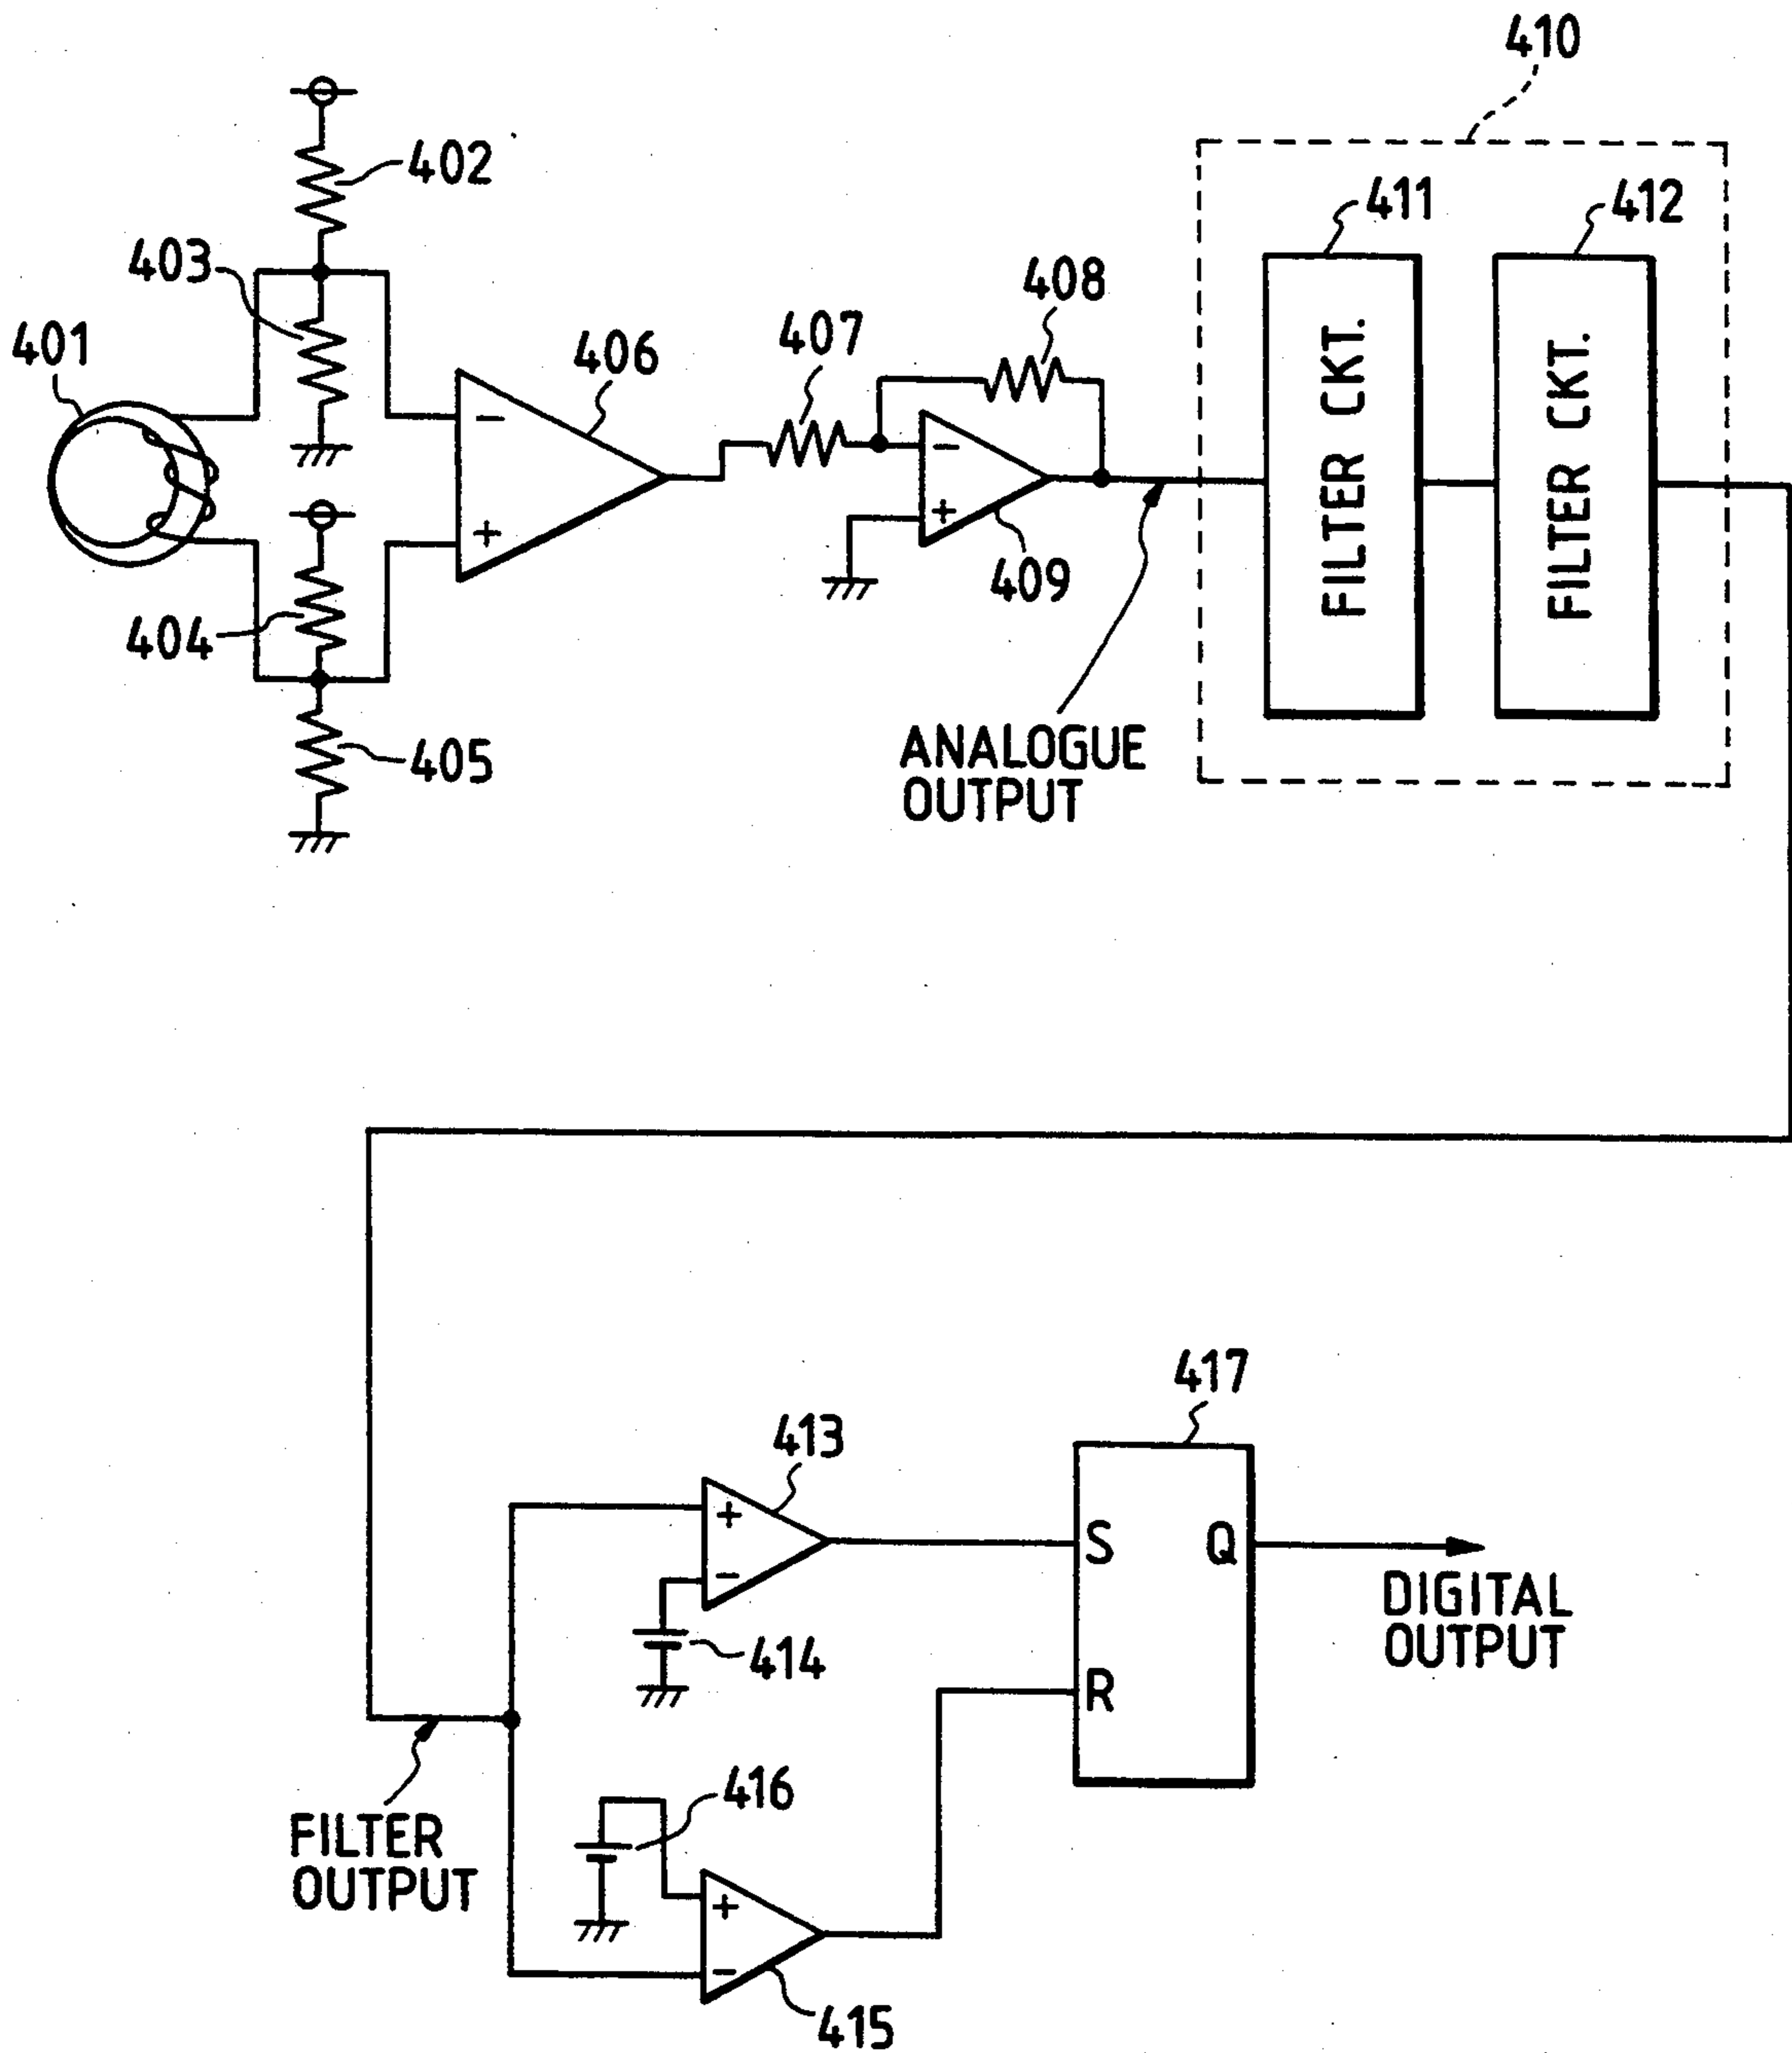 410
402
411
412
403
408
401
407
406
FILTER CKT.
FILTER CKT.
-
+
-
+
409
404
405
ANALOGUE
OUTPUT
417
413
+
-
S
Q
DIGITAL
OUTPUT
414
R
416
FILTER
OUTPUT
+
-
415